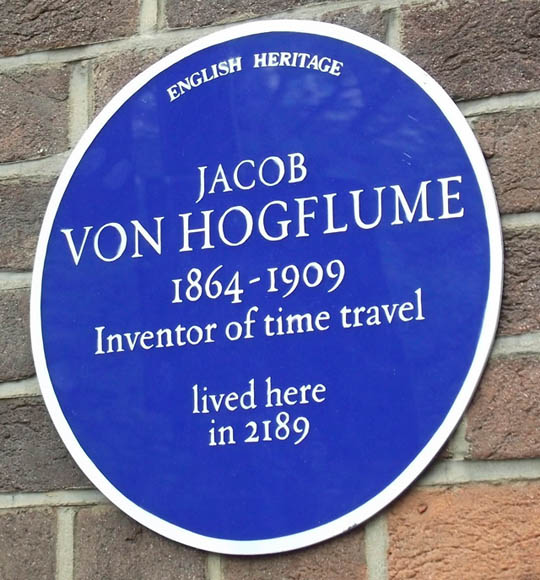 ENGLISH HERITAGE
JACOB
VON HOGFLUME
1864-1909
Inventor of time travel
lived here
in 2189